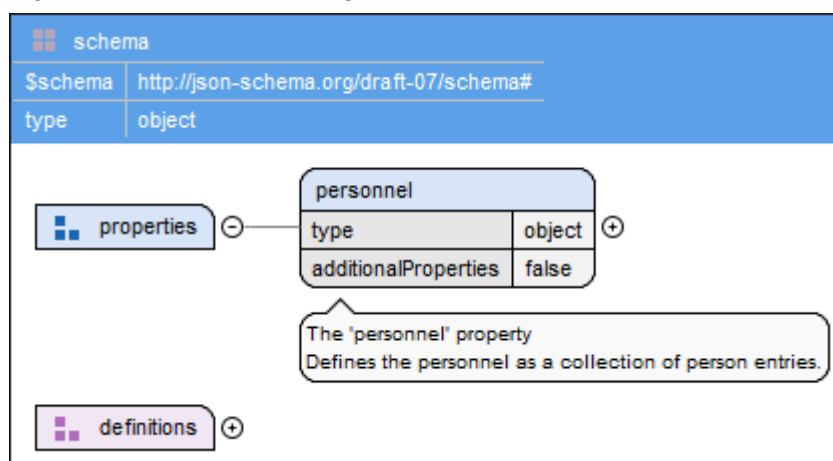 schema
$schema http://json-schema.org/draft-07/schema#
type object
personnel
properties type object
additionalProperties false
The 'personnel' property
Defines the personnel as a collection of person entries.
definitions